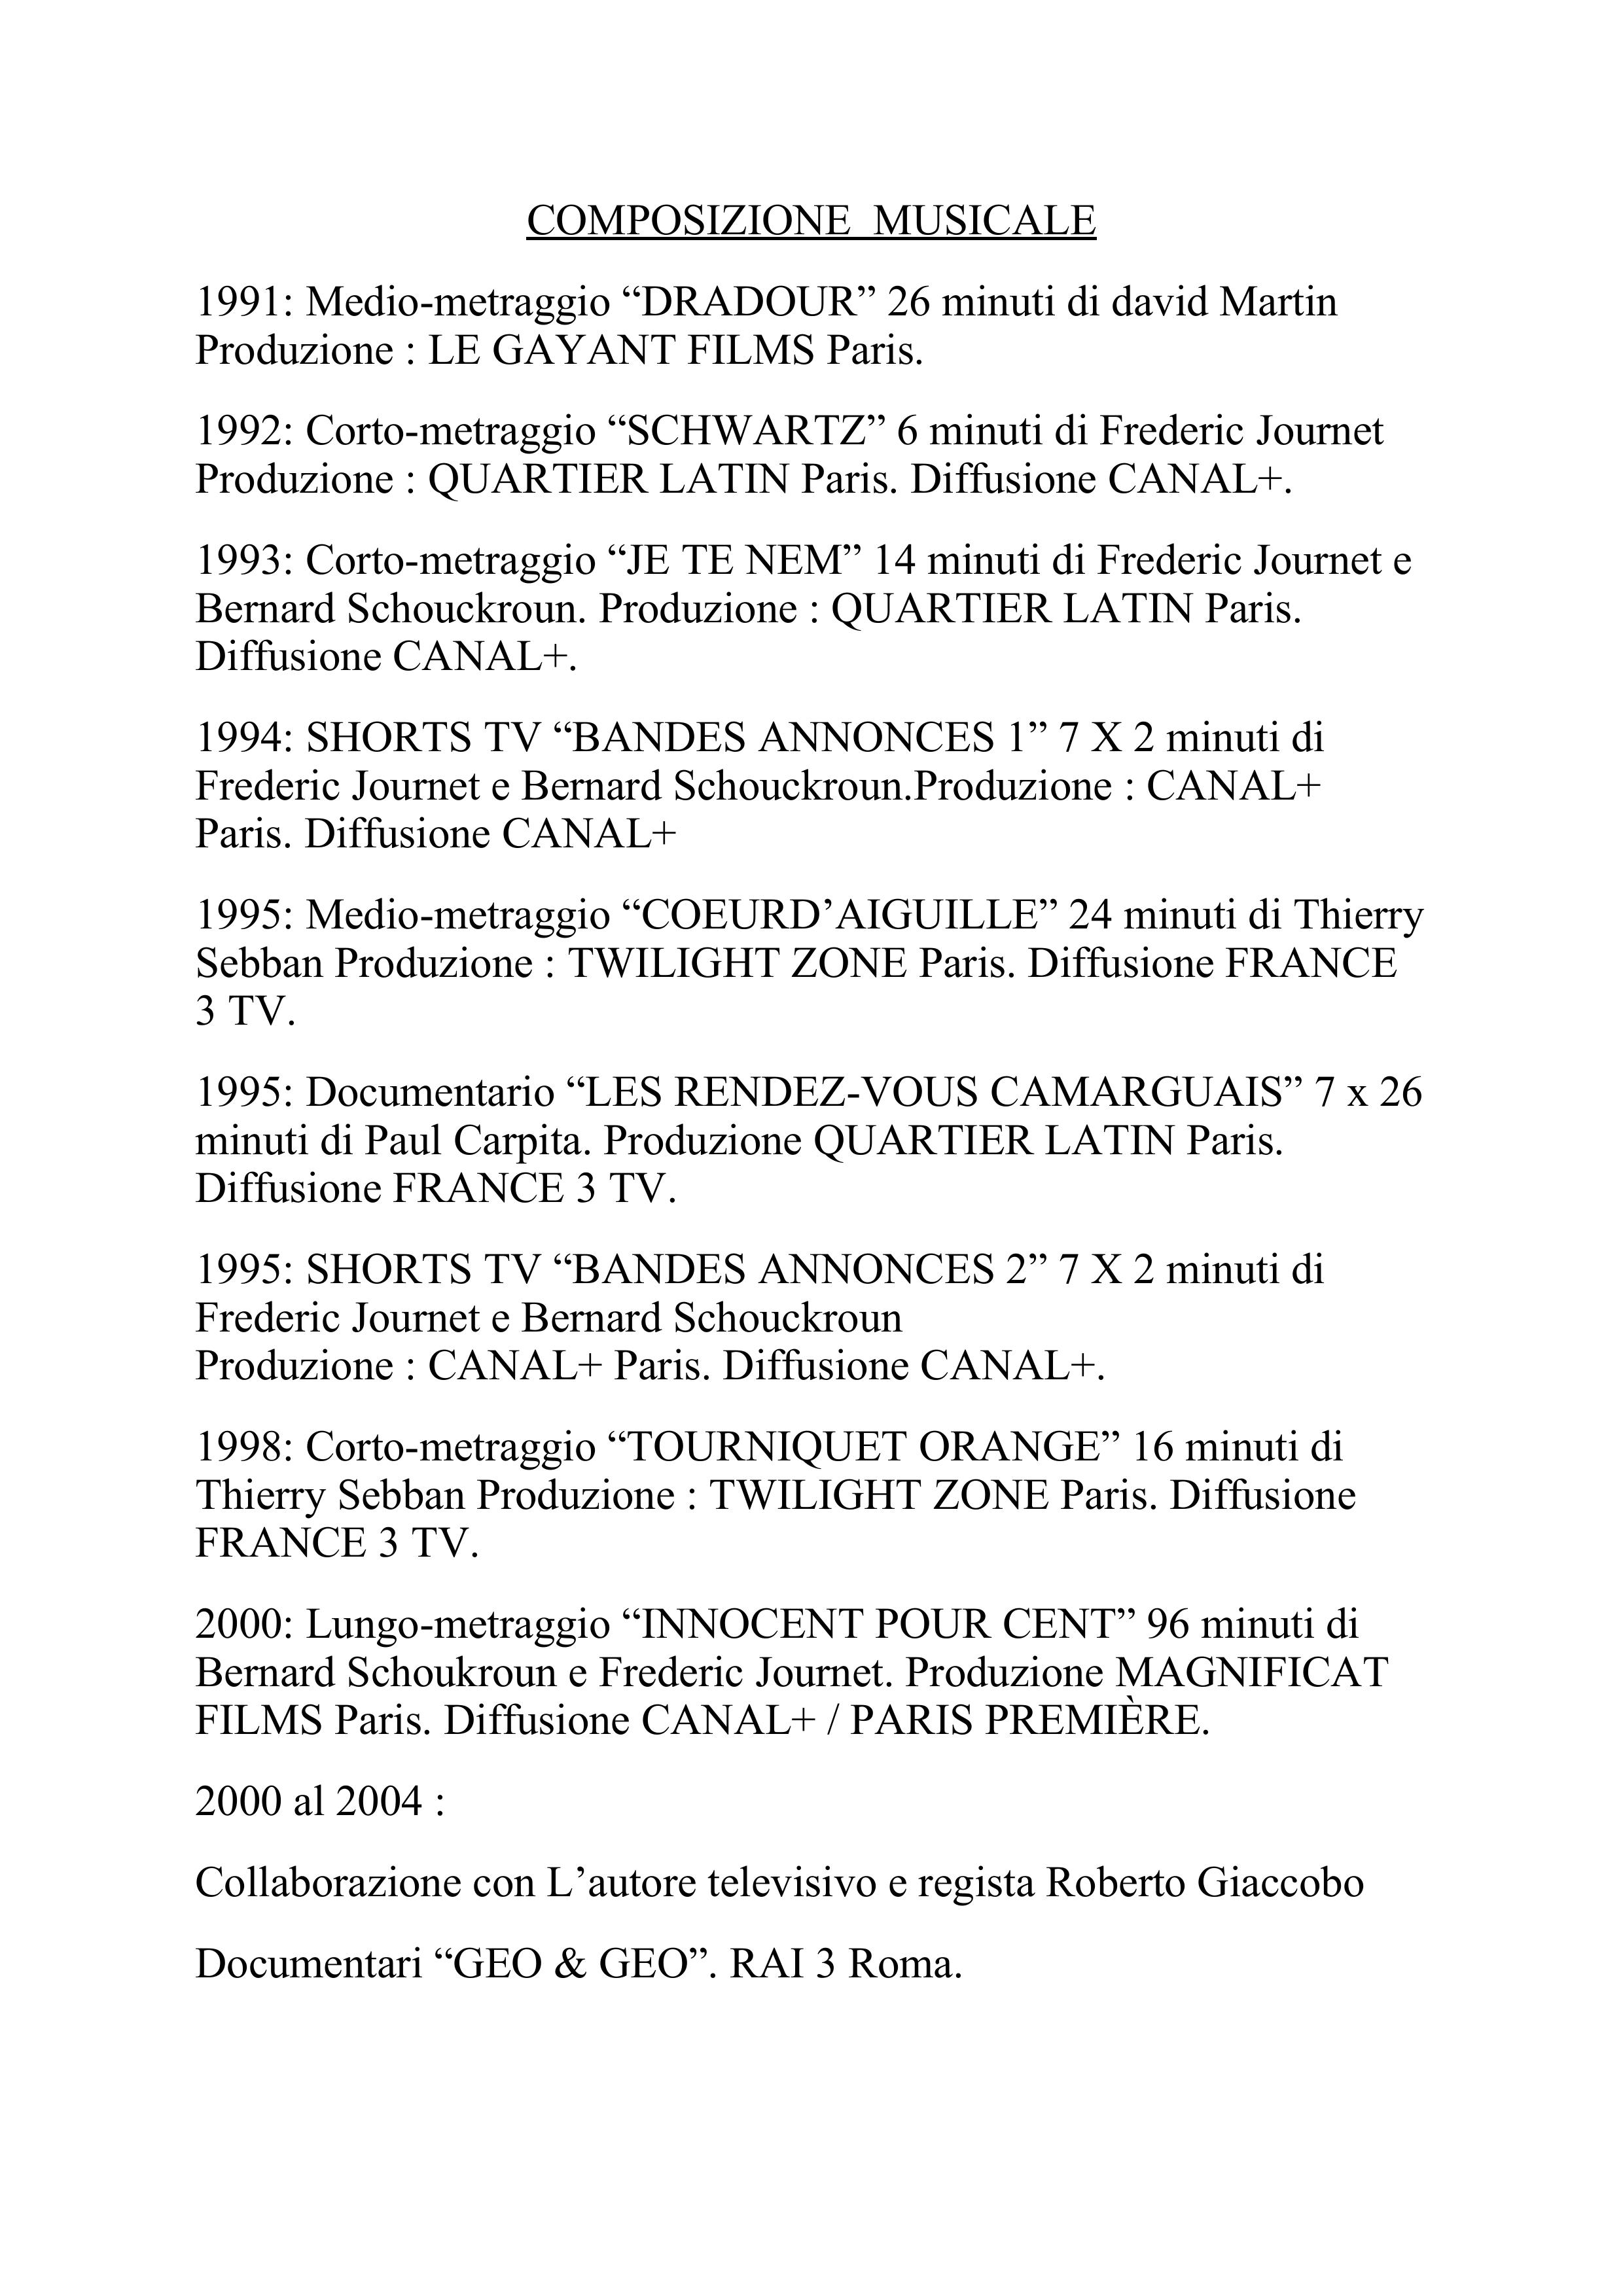 COMPOSIZIONE  MUSICALE
1991: Medio-metraggio “DRADOUR” 26 minuti di david Martin
Produzione : LE GAYANT FILMS Paris.
1992: Corto-metraggio “SCHWARTZ” 6 minuti di Frederic Journet
Produzione : QUARTIER LATIN Paris. Diffusione CANAL+.
1993: Corto-metraggio “JE TE NEM” 14 minuti di Frederic Journet e
Bernard Schouckroun. Produzione : QUARTIER LATIN Paris.
Diffusione CANAL+.
1994: SHORTS TV “BANDES ANNONCES 1” 7 X 2 minuti di
Frederic Journet e Bernard Schouckroun.Produzione : CANAL+
Paris. Diffusione CANAL+
1995: Medio-metraggio “COEURD’AIGUILLE” 24 minuti di Thierry
Sebban Produzione : TWILIGHT ZONE Paris. Diffusione FRANCE
3 TV.
1995: Documentario “LES RENDEZ-VOUS CAMARGUAIS” 7 x 26
minuti di Paul Carpita. Produzione QUARTIER LATIN Paris.
Diffusione FRANCE 3 TV.
1995: SHORTS TV “BANDES ANNONCES 2” 7 X 2 minuti di
Frederic Journet e Bernard Schouckroun
Produzione : CANAL+ Paris. Diffusione CANAL+.
1998: Corto-metraggio “TOURNIQUET ORANGE” 16 minuti di
Thierry Sebban Produzione : TWILIGHT ZONE Paris. Diffusione
FRANCE 3 TV.
2000: Lungo-metraggio “INNOCENT POUR CENT” 96 minuti di
Bernard Schoukroun e Frederic Journet. Produzione MAGNIFICAT
FILMS Paris. Diffusione CANAL+ / PARIS PREMIÈRE.
2000 al 2004 :
Collaborazione con L’autore televisivo e regista Roberto Giaccobo
Documentari “GEO & GEO”. RAI 3 Roma.